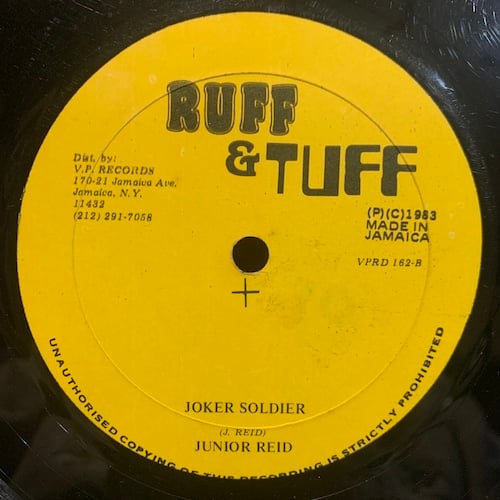 RUFF
& TUFF
Dist. by:
V.P. RECORDS
170-21 Jamaica Ave.
Jamaica, N.Y.
11432
(212) 291-7058
(P)(C)1983
MADE IN
JAMAICA
VPRD 162-B
JOKER SOLDIER
(J. REID)
JUNIOR REID
UNAUTHORISED COPYING OF THIS RECORDING IS STRICTLY PROHIBITED